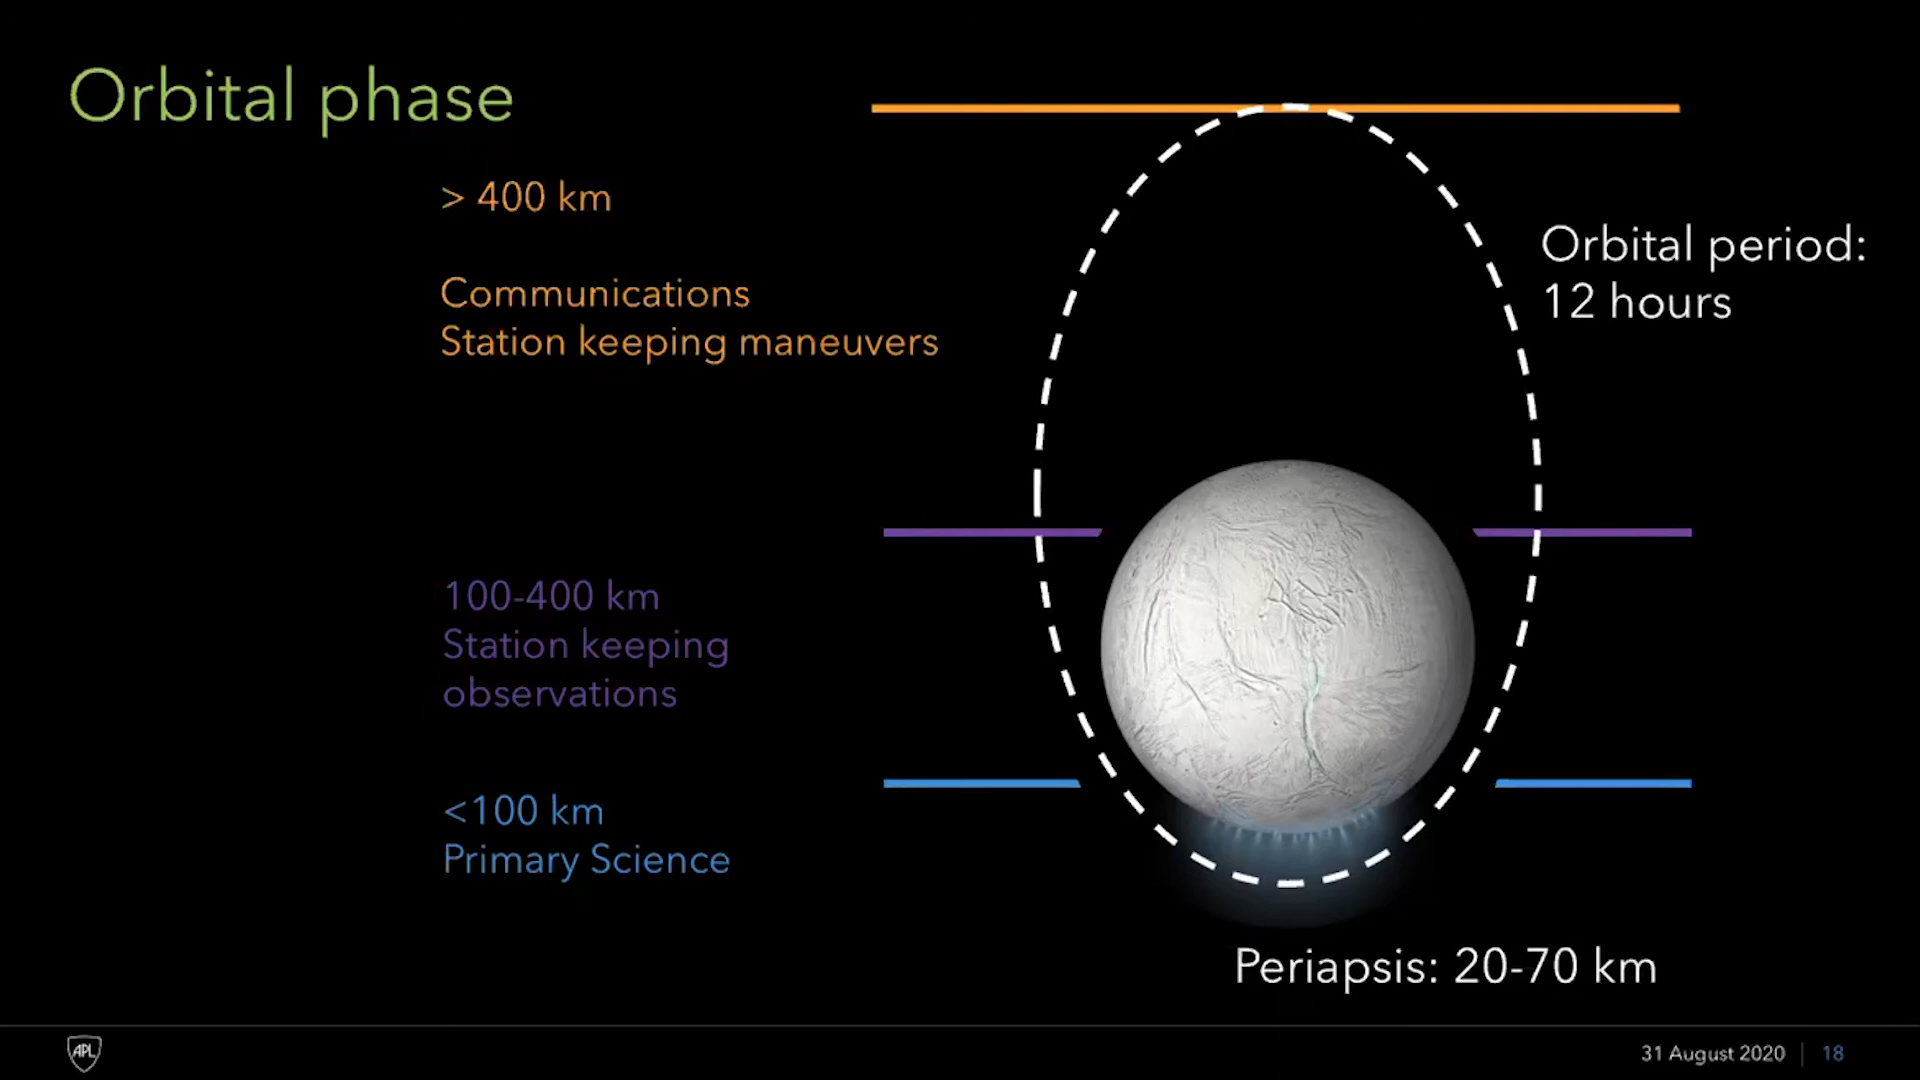 Orbital phase
> 400 km
Communications
Station keeping maneuvers
Orbital period:
12 hours
100-400 km
Station keeping
observations
<100 km
Primary Science
Periapsis: 20-70 km
APL
31 August 2020
18